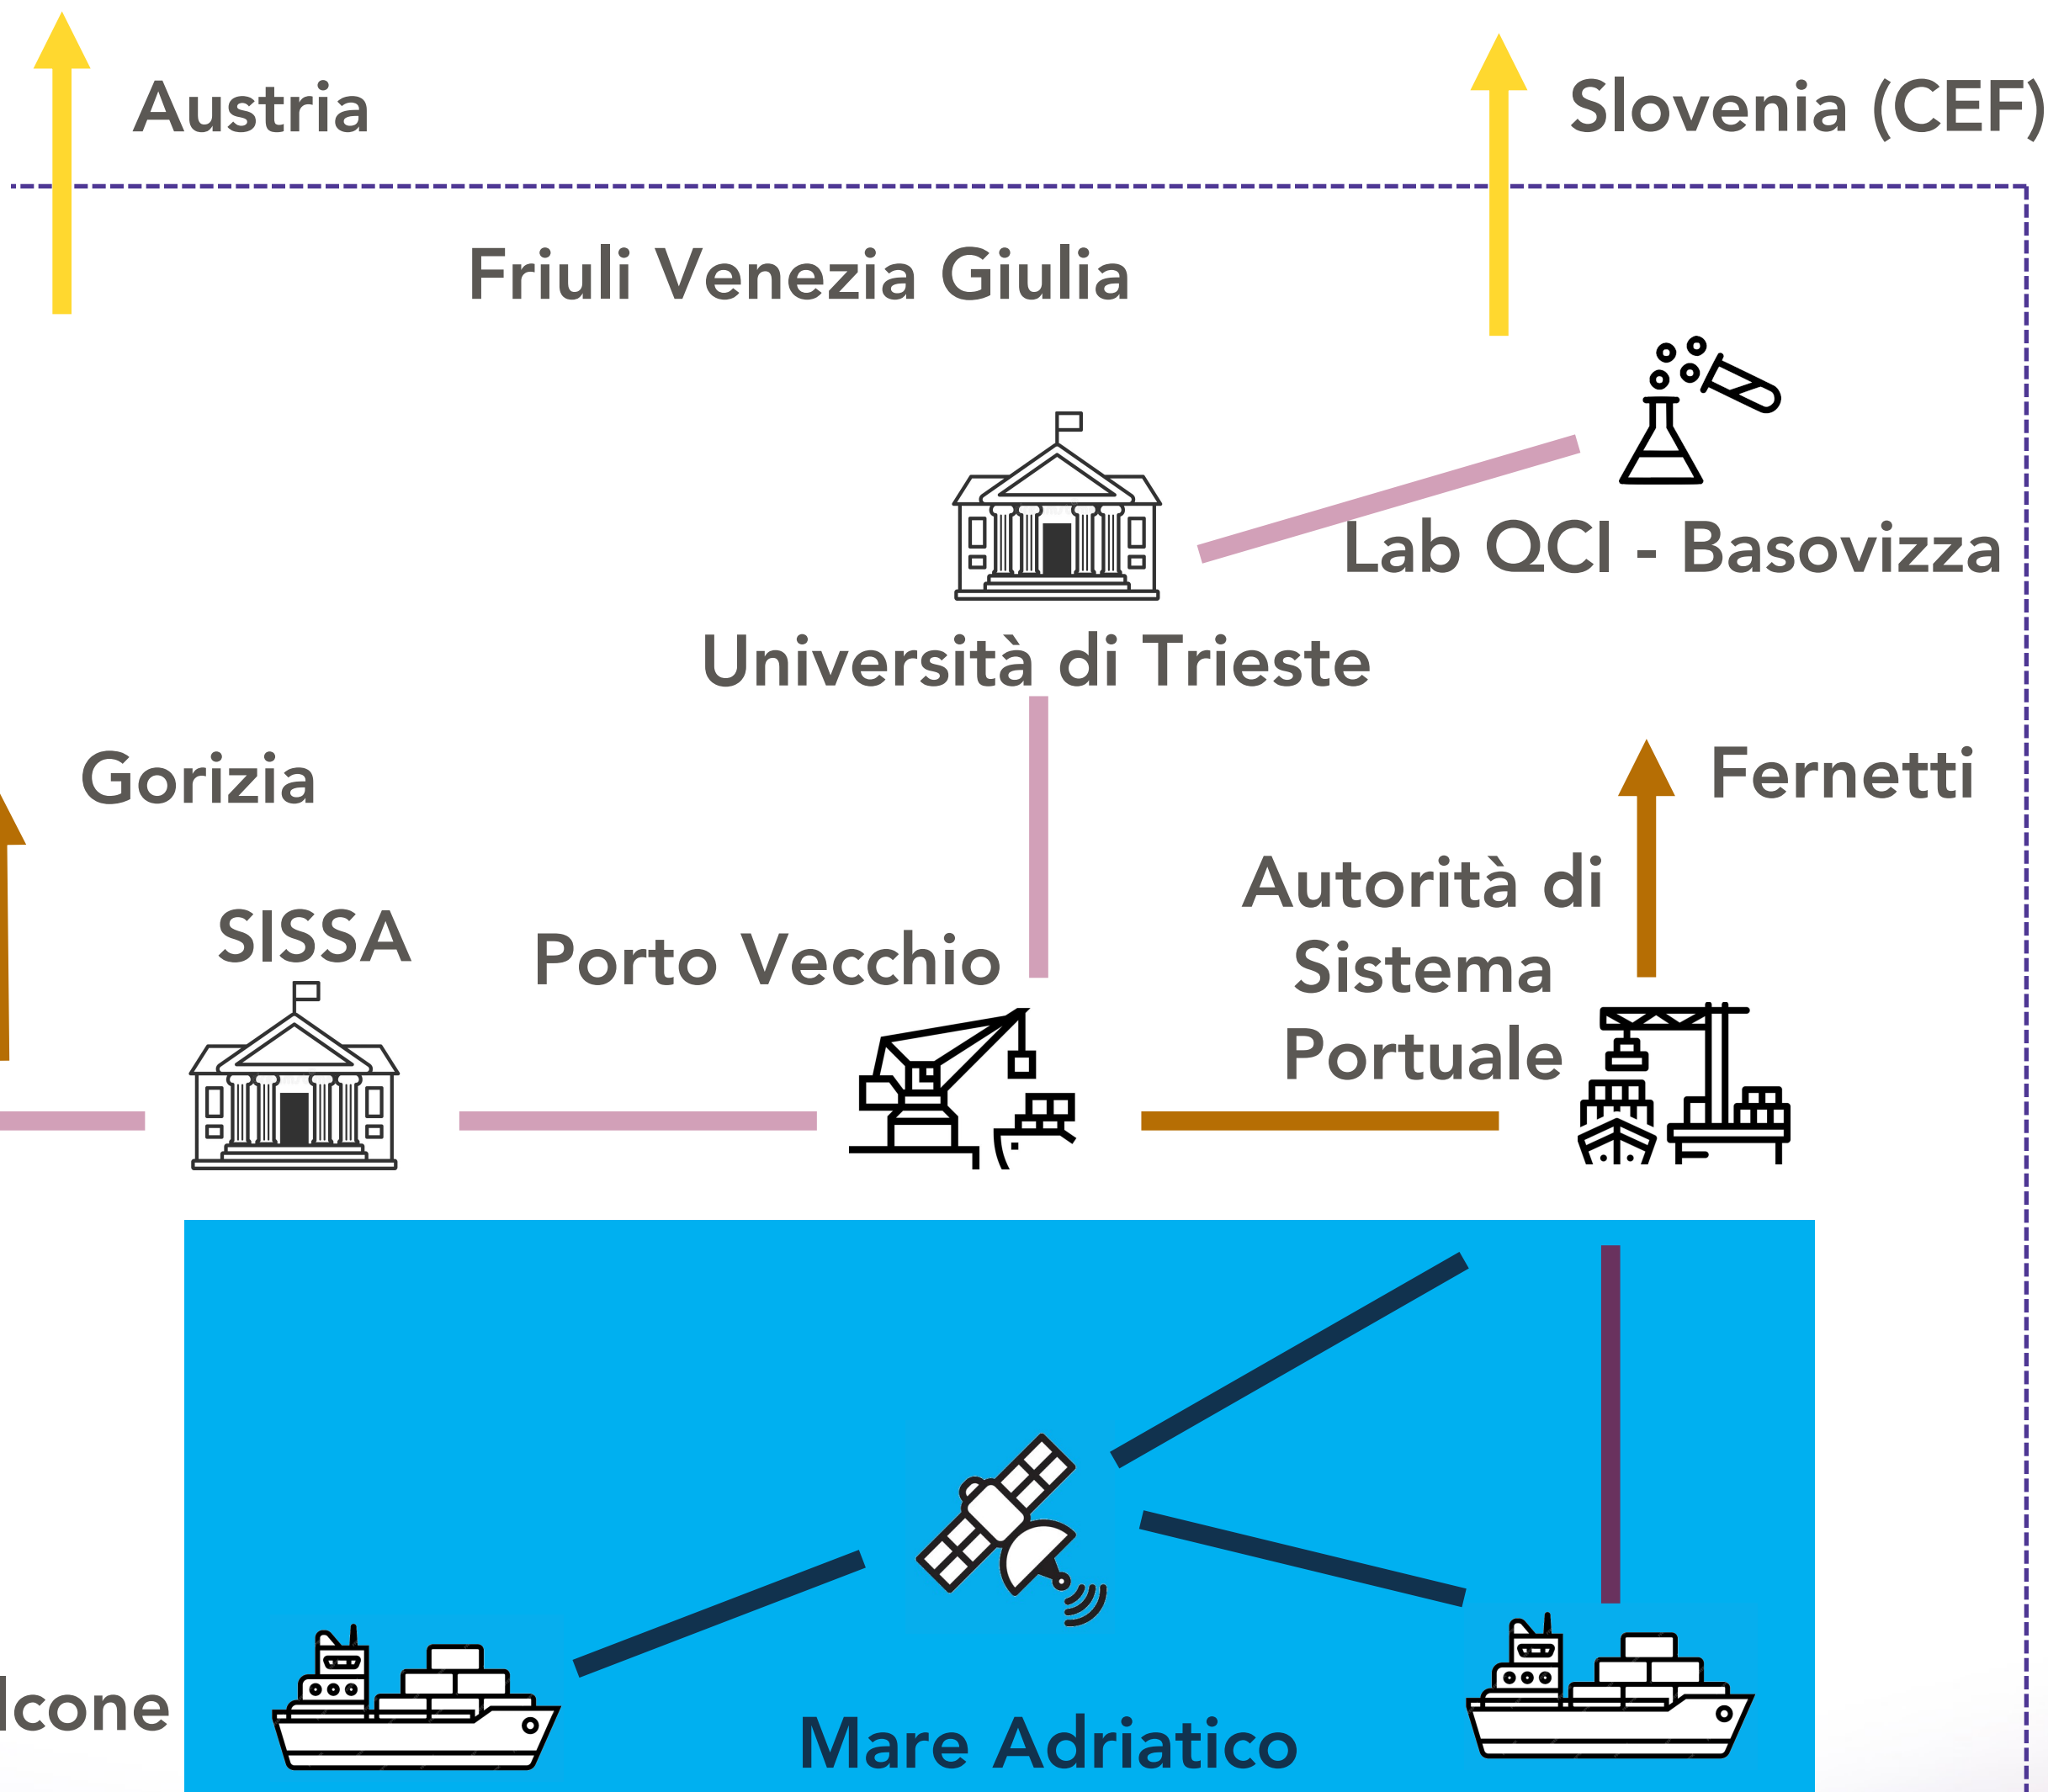 Austria
Slovenia (CEF)
Friuli Venezia Giulia
Lab QCI - Basovizza
Università di Trieste
Gorizia
Fernetti
SISSA
Porto Vecchio
Autorità di
Sistema
Portuale
lcone
Mare Adriatico